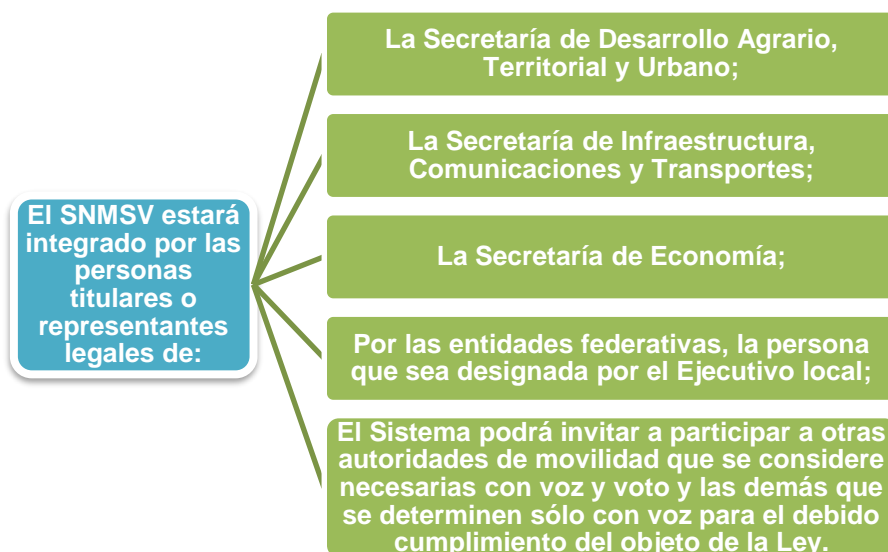 El SNMSV estará
integrado por las
personas
titulares o
representantes
legales de:
La Secretaría de Desarrollo Agrario,
Territorial y Urbano;
La Secretaría de Infraestructura,
Comunicaciones y Transportes;
La Secretaría de Economía;
Por las entidades federativas, la persona
que sea designada por el Ejecutivo local;
El Sistema podrá invitar a participar a otras
autoridades de movilidad que se considere
necesarias con voz y voto y las demás que
se determinen sólo con voz para el debido
cumplimiento del objeto de la Ley.